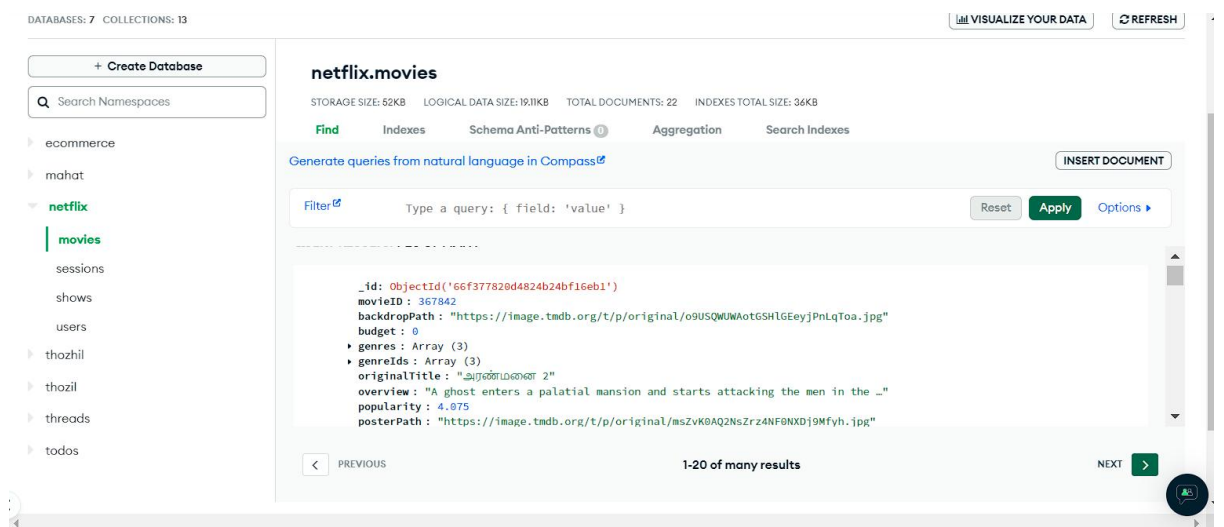 DATABASES: 7 COLLECTIONS: 13
VISUALIZE YOUR DATA
REFRESH
+ Create Database
Search Namespaces
ecommerce
mahat
netflix
movies
sessions
shows
users
thozhil
thozil
threads
todos
netflix.movies
STORAGE SIZE: 52KB LOGICAL DATA SIZE: 19.11KB TOTAL DOCUMENTS: 22 INDEXES TOTAL SIZE: 36KB
Find Indexes Schema Anti-Patterns 0 Aggregation Search Indexes
Generate queries from natural language in Compass
INSERT DOCUMENT
Filter Type a query: { field: 'value' } Reset Apply Options
_id: ObjectId('66f377820d4824b24bf16eb1')
movieID : 367842
backdropPath : "https://image.tmdb.org/t/p/original/o9USQWUWAotGSHlGEeyjPnLqToa.jpg"
budget : 0
genres : Array (3)
genreIds : Array (3)
originalTitle : "அரண்மனை 2"
overview : "A ghost enters a palatial mansion and starts attacking the men in the …"
popularity : 4.075
posterPath : "https://image.tmdb.org/t/p/original/msZvK0AQ2NsZrz4NF0NXDj9Mfyh.jpg"
PREVIOUS 1-20 of many results NEXT